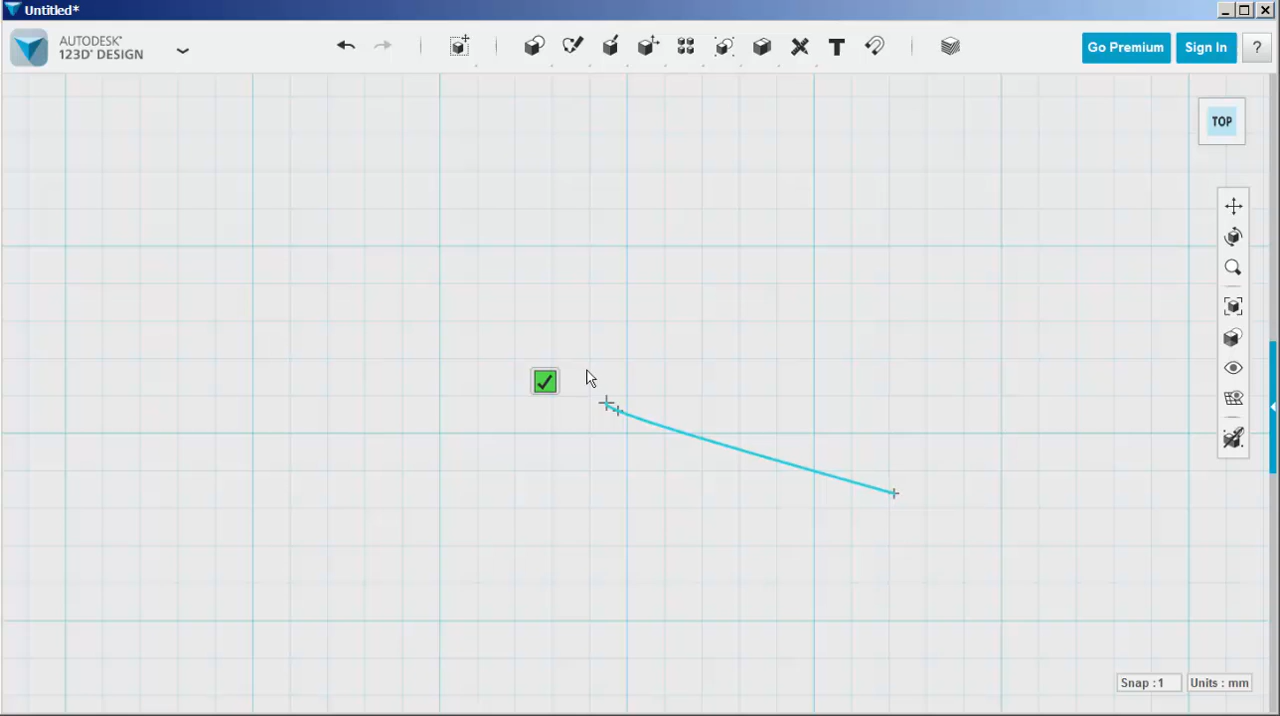 Untitled*
AUTODESK®
123D® DESIGN
Go Premium
Sign In
?
TOP
Snap : 1
Units : mm